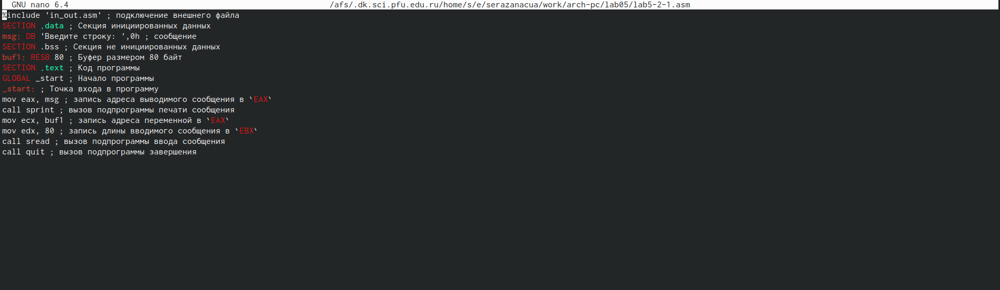 GNU nano 6.4 /afs/.dk.sci.pfu.edu.ru/home/s/e/serazanacua/work/arch-pc/lab05/lab5-2-1.asm
%include 'in_out.asm' ; подключение внешнего файла
SECTION .data ; Секция инициированных данных
msg: DB 'Введите строку: ',0h ; сообщение
SECTION .bss ; Секция не инициированных данных
buf1: RESB 80 ; Буфер размером 80 байт
SECTION .text ; Код программы
GLOBAL _start ; Начало программы
_start: ; Точка входа в программу
mov eax, msg ; запись адреса выводимого сообщения в `EAX`
call sprint ; вызов подпрограммы печати сообщения
mov ecx, buf1 ; запись адреса переменной в `EAX`
mov edx, 80 ; запись длины вводимого сообщения в `EBX`
call sread ; вызов подпрограммы ввода сообщения
call quit ; вызов подпрограммы завершения